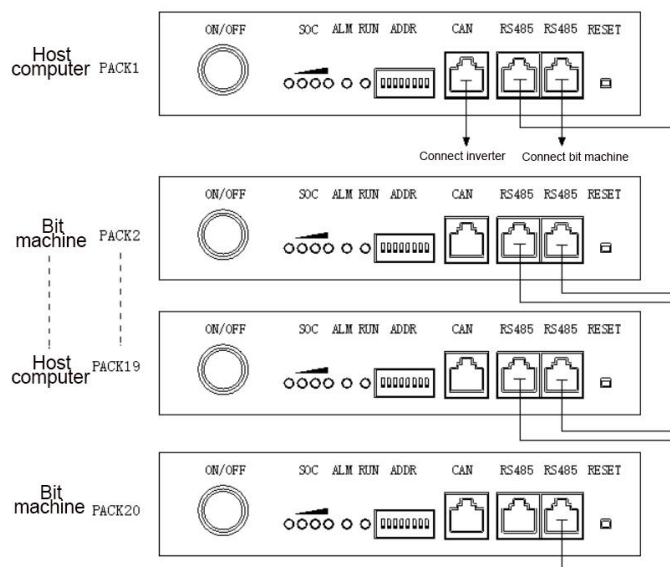 ON/OFF SOC ALM RUN ADDR CAN RS485 RS485 RESET
Host
computer PACK1
Connect inverter Connect bit machine
ON/OFF SOC ALM RUN ADDR CAN RS485 RS485 RESET
Bit
machine PACK2
ON/OFF SOC ALM RUN ADDR CAN RS485 RS485 RESET
Host
computer PACK19
ON/OFF SOC ALM RUN ADDR CAN RS485 RS485 RESET
Bit
machine PACK20